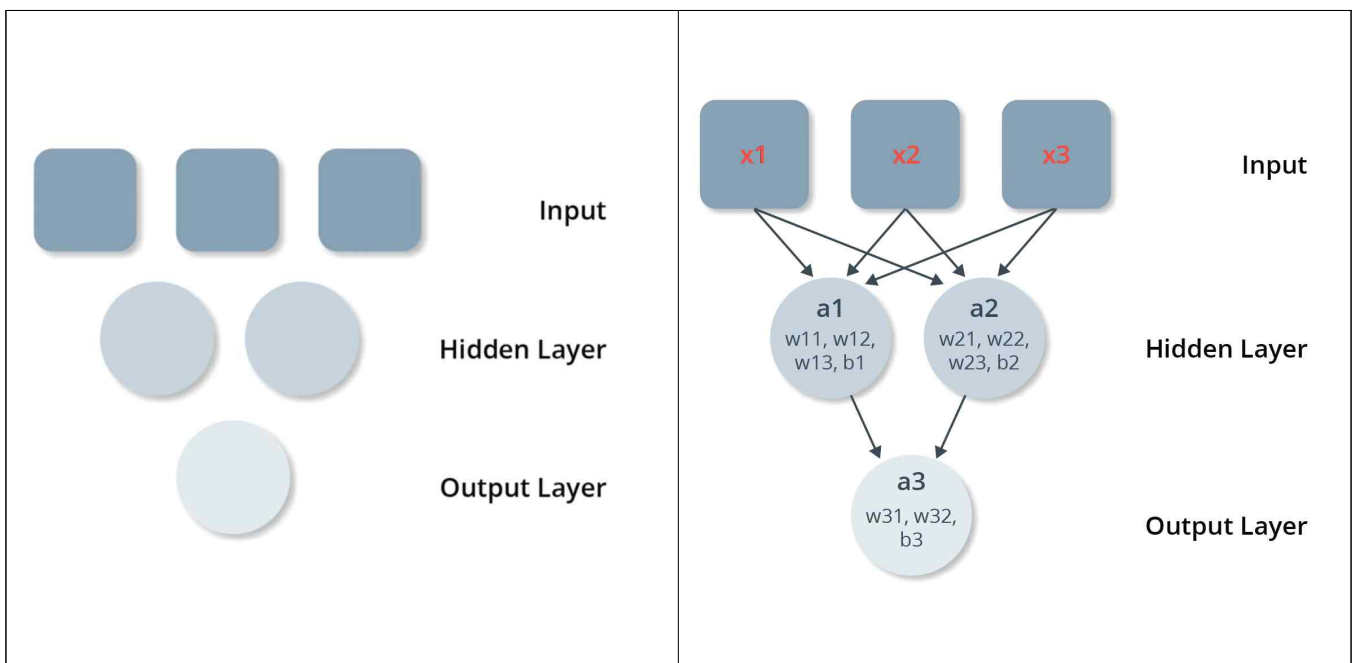 Input
Hidden Layer
Output Layer
x1 x2 x3
Input
a1
w11, w12,
w13, b1
a2
w21, w22,
w23, b2
Hidden Layer
a3
w31, w32,
b3
Output Layer